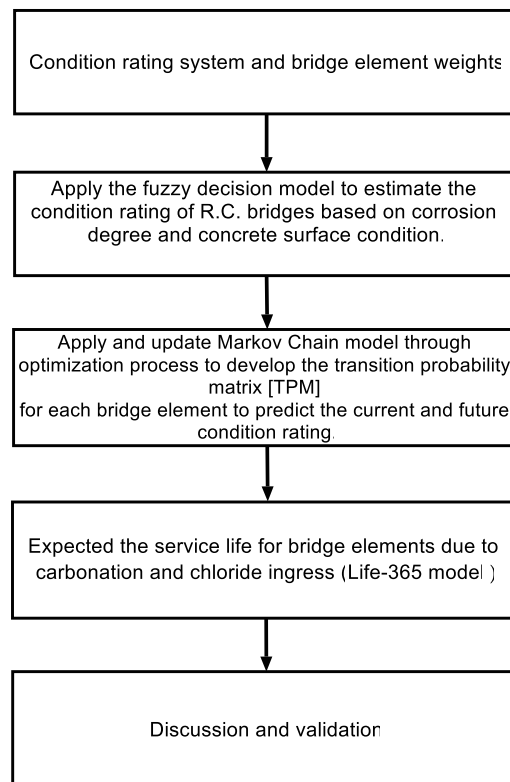 Condition rating system and bridge element weights
Apply the fuzzy decision model to estimate the
condition rating of R.C. bridges based on corrosion
degree and concrete surface condition.
Apply and update Markov Chain model through
optimization process to develop the transition probability
matrix [TPM]
for each bridge element to predict the current and future
condition rating.
Expected the service life for bridge elements due to
carbonation and chloride ingress (Life-365 model )
Discussion and validation